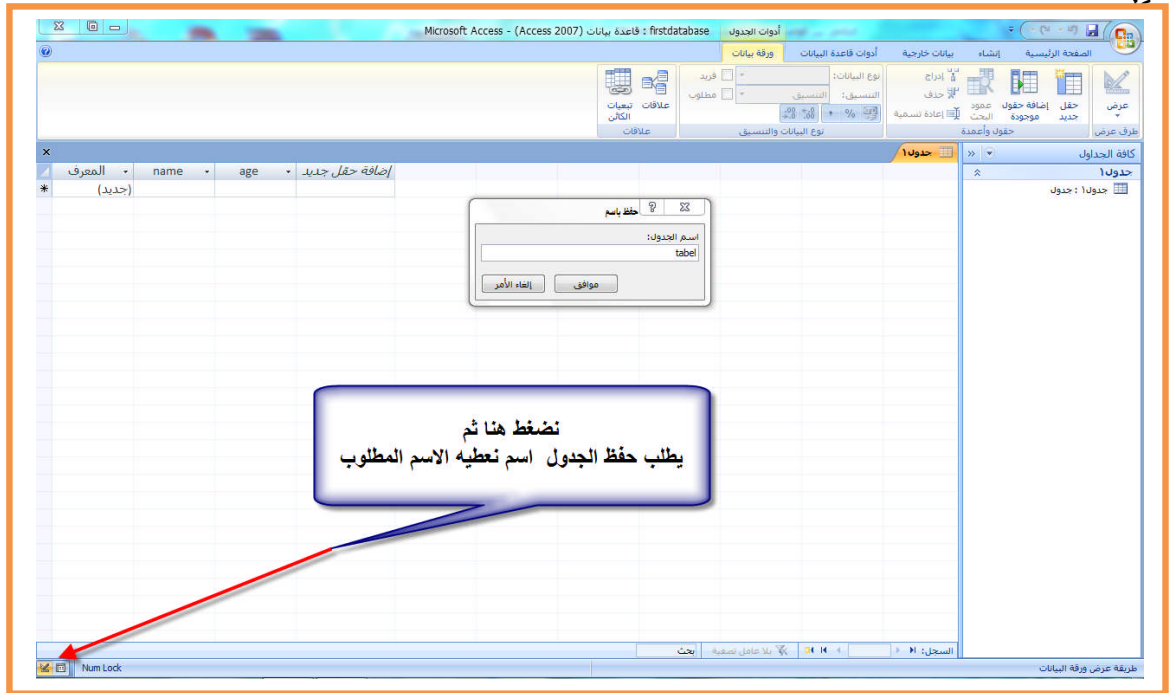 firstdatabase : قاعدة بيانات (Access 2007) - Microsoft Access
أدوات الجدول
الصفحة الرئيسية
إنشاء
بيانات خارجية
أدوات قاعدة البيانات
ورقة بيانات
عرض
طرق عرض
حقل جديد
إضافة حقول موجودة
عمود البحث
إدراج
حذف
إعادة تسمية
حقول وأعمدة
نوع البيانات:
التنسيق: التنسيق
فريد
مطلوب
نوع البيانات والتنسيق
علاقات
تبعيات الكائن
علاقات
كافة الجداول
جدول١
جدول١ : جدول
جدول١
المعرف
name
age
إضافة حقل جديد
(جديد)
حفظ باسم
اسم الجدول:
tabel
موافق
إلغاء الأمر
نضغط هنا ثم
يطلب حفظ الجدول اسم نعطيه الاسم المطلوب
السجل:
بلا عامل تصفية
بحث
طريقة عرض ورقة البيانات
Num Lock